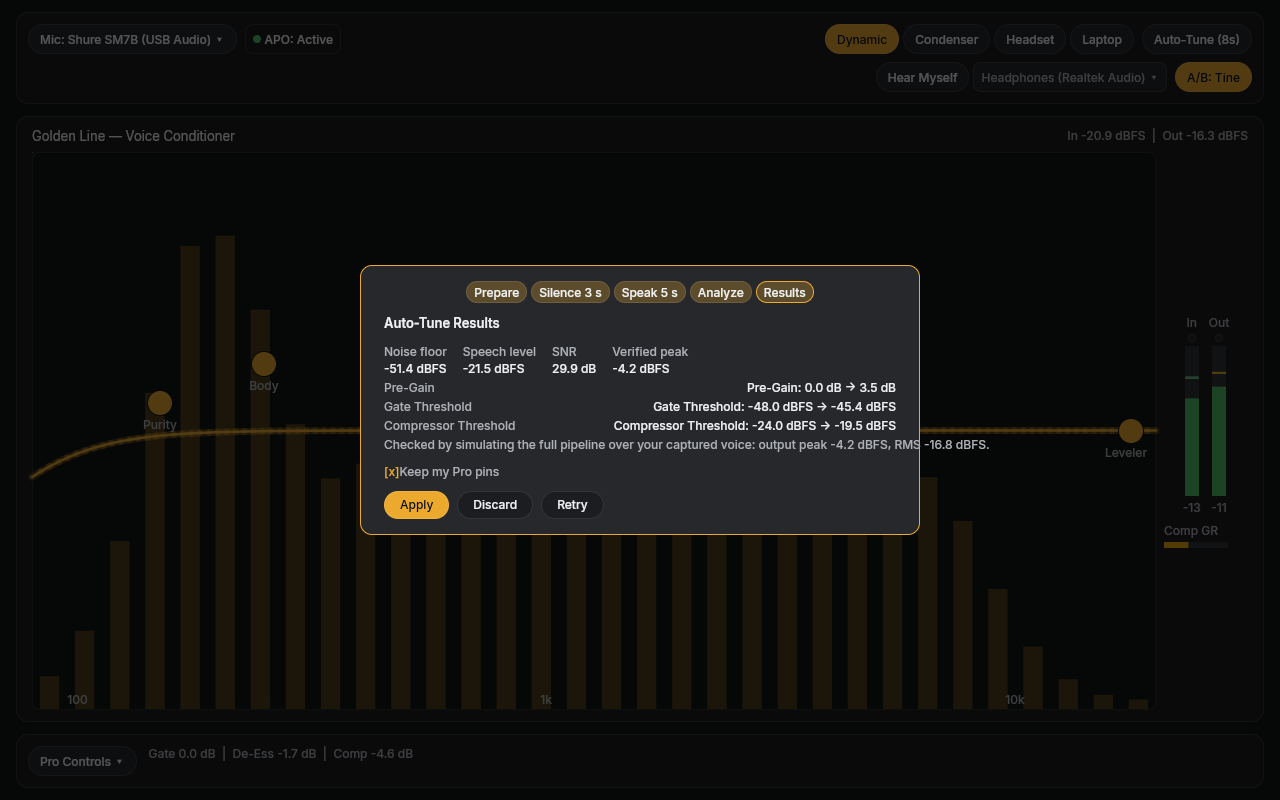 Mic: Shure SM7B (USB Audio) ▾
APO: Active
Dynamic
Condenser
Headset
Laptop
Auto-Tune (8s)
Hear Myself
Headphones (Realtek Audio) ▾
A/B: Tine
Golden Line — Voice Conditioner
In -20.9 dBFS | Out -16.3 dBFS
Prepare
Silence 3 s
Speak 5 s
Analyze
Results
Auto-Tune Results
Noise floor Speech level SNR Verified peak
-51.4 dBFS -21.5 dBFS 29.9 dB -4.2 dBFS
Pre-Gain Pre-Gain: 0.0 dB → 3.5 dB
Gate Threshold Gate Threshold: -48.0 dBFS → -45.4 dBFS
Compressor Threshold Compressor Threshold: -24.0 dBFS → -19.5 dBFS
Checked by simulating the full pipeline over your captured voice: output peak -4.2 dBFS, RMS -16.8 dBFS.
[x]Keep my Pro pins
Apply
Discard
Retry
Body
Purity
Leveler
In Out
-13 -11
Comp GR
100
1k
10k
Pro Controls ▾
Gate 0.0 dB | De-Ess -1.7 dB | Comp -4.6 dB